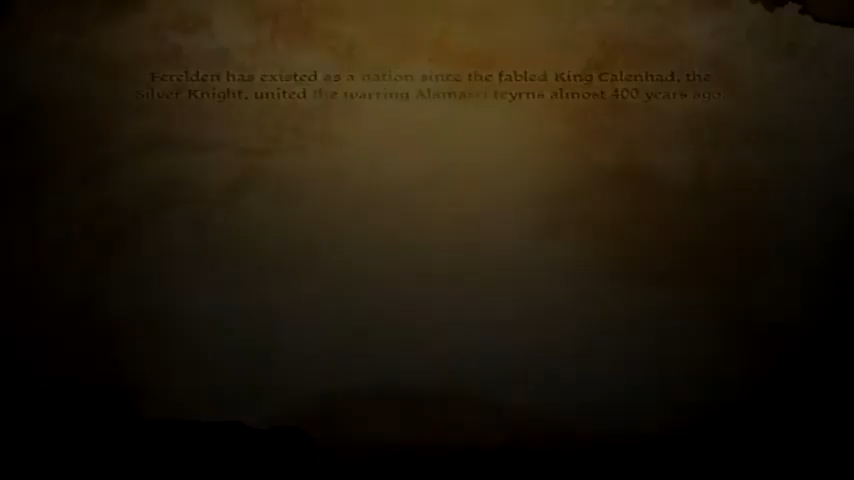 Ferelden has existed as a nation since the fabled King Calenhad, the
Silver Knight, united the warring Alamarri teyrns almost 400 years ago.